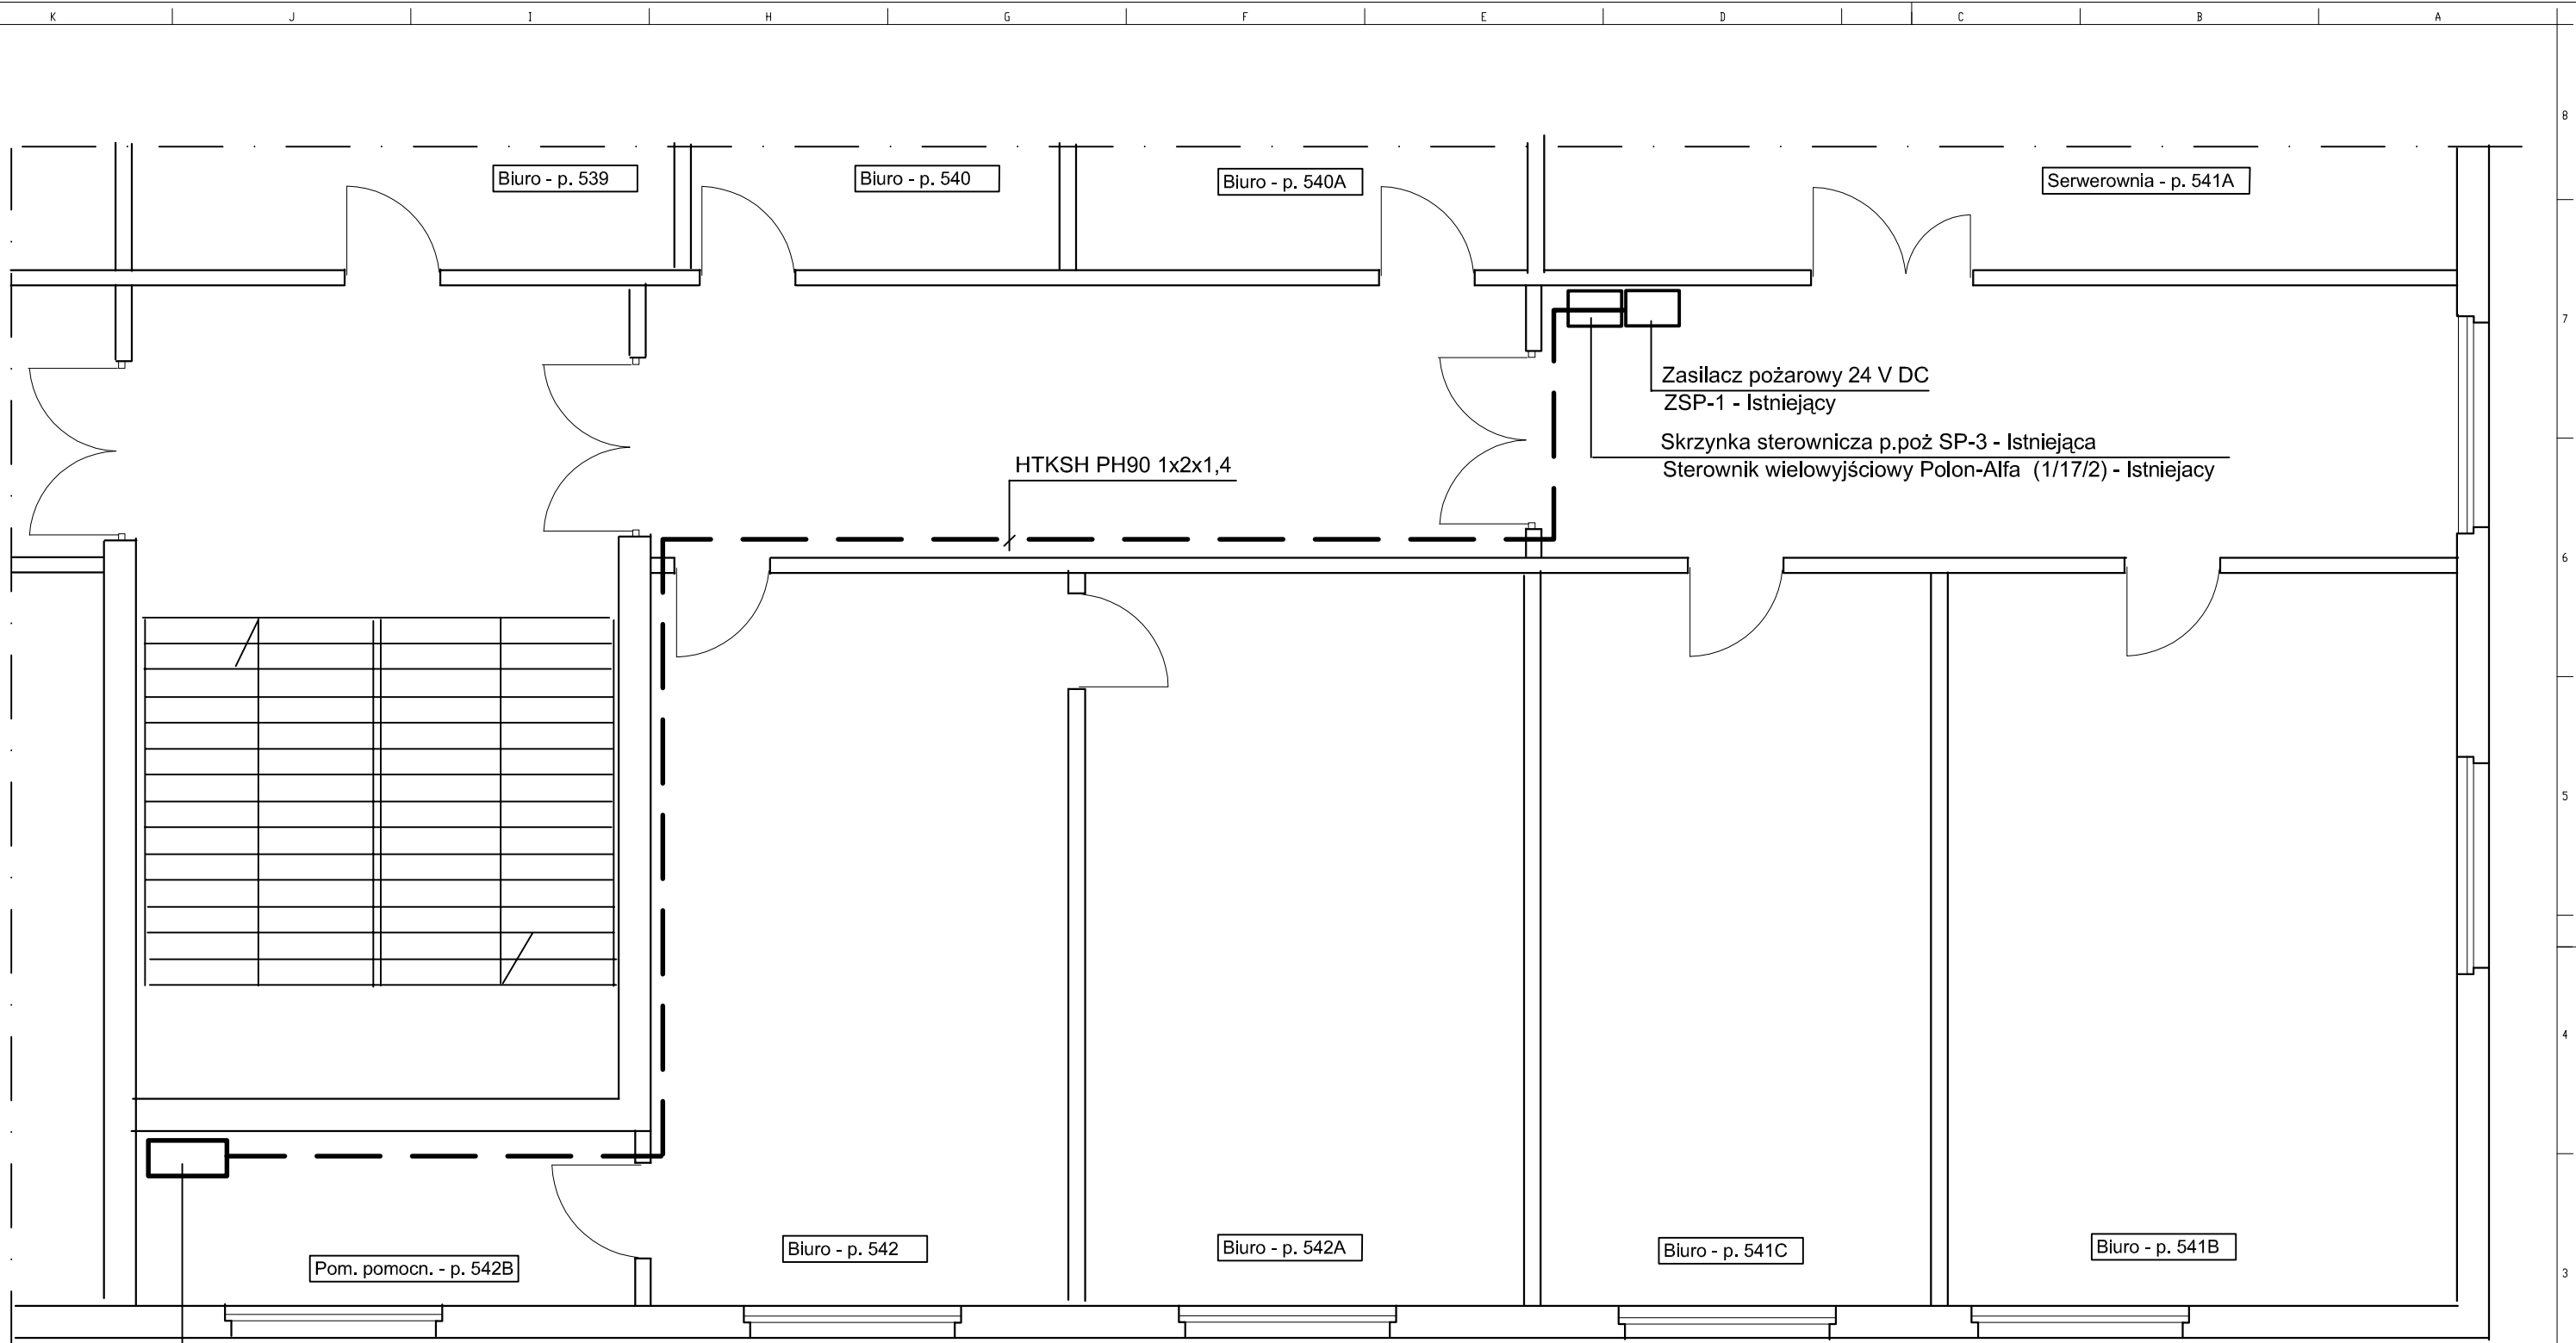 K J I H G F E D C B A
8
Biuro - p. 539
Biuro - p. 540
Biuro - p. 540A
Serwerownia - p. 541A
7
Zasilacz pożarowy 24 V DC
ZSP-1 - Istniejący
Skrzynka sterownicza p.poż SP-3 - Istniejąca
Sterownik wielowyjściowy Polon-Alfa (1/17/2) - Istniejacy
HTKSH PH90 1x2x1,4
6
5
4
Biuro - p. 542
Biuro - p. 542A
Biuro - p. 541C
Biuro - p. 541B
Pom. pomocn. - p. 542B
3